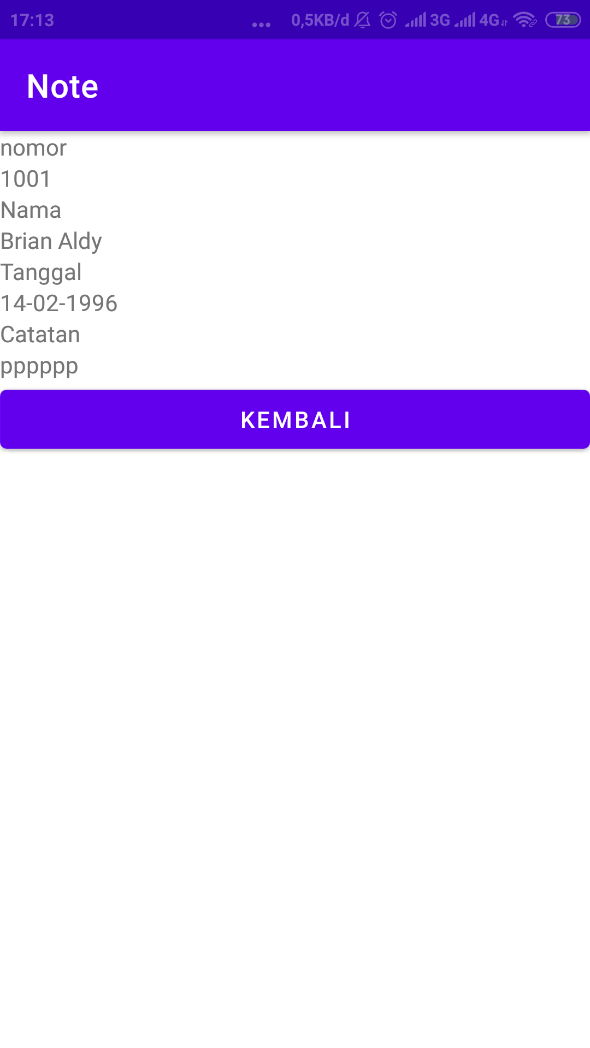 17:13 ... 0,5KB/d 3G 4G 73
Note
nomor
1001
Nama
Brian Aldy
Tanggal
14-02-1996
Catatan
pppppp
KEMBALI